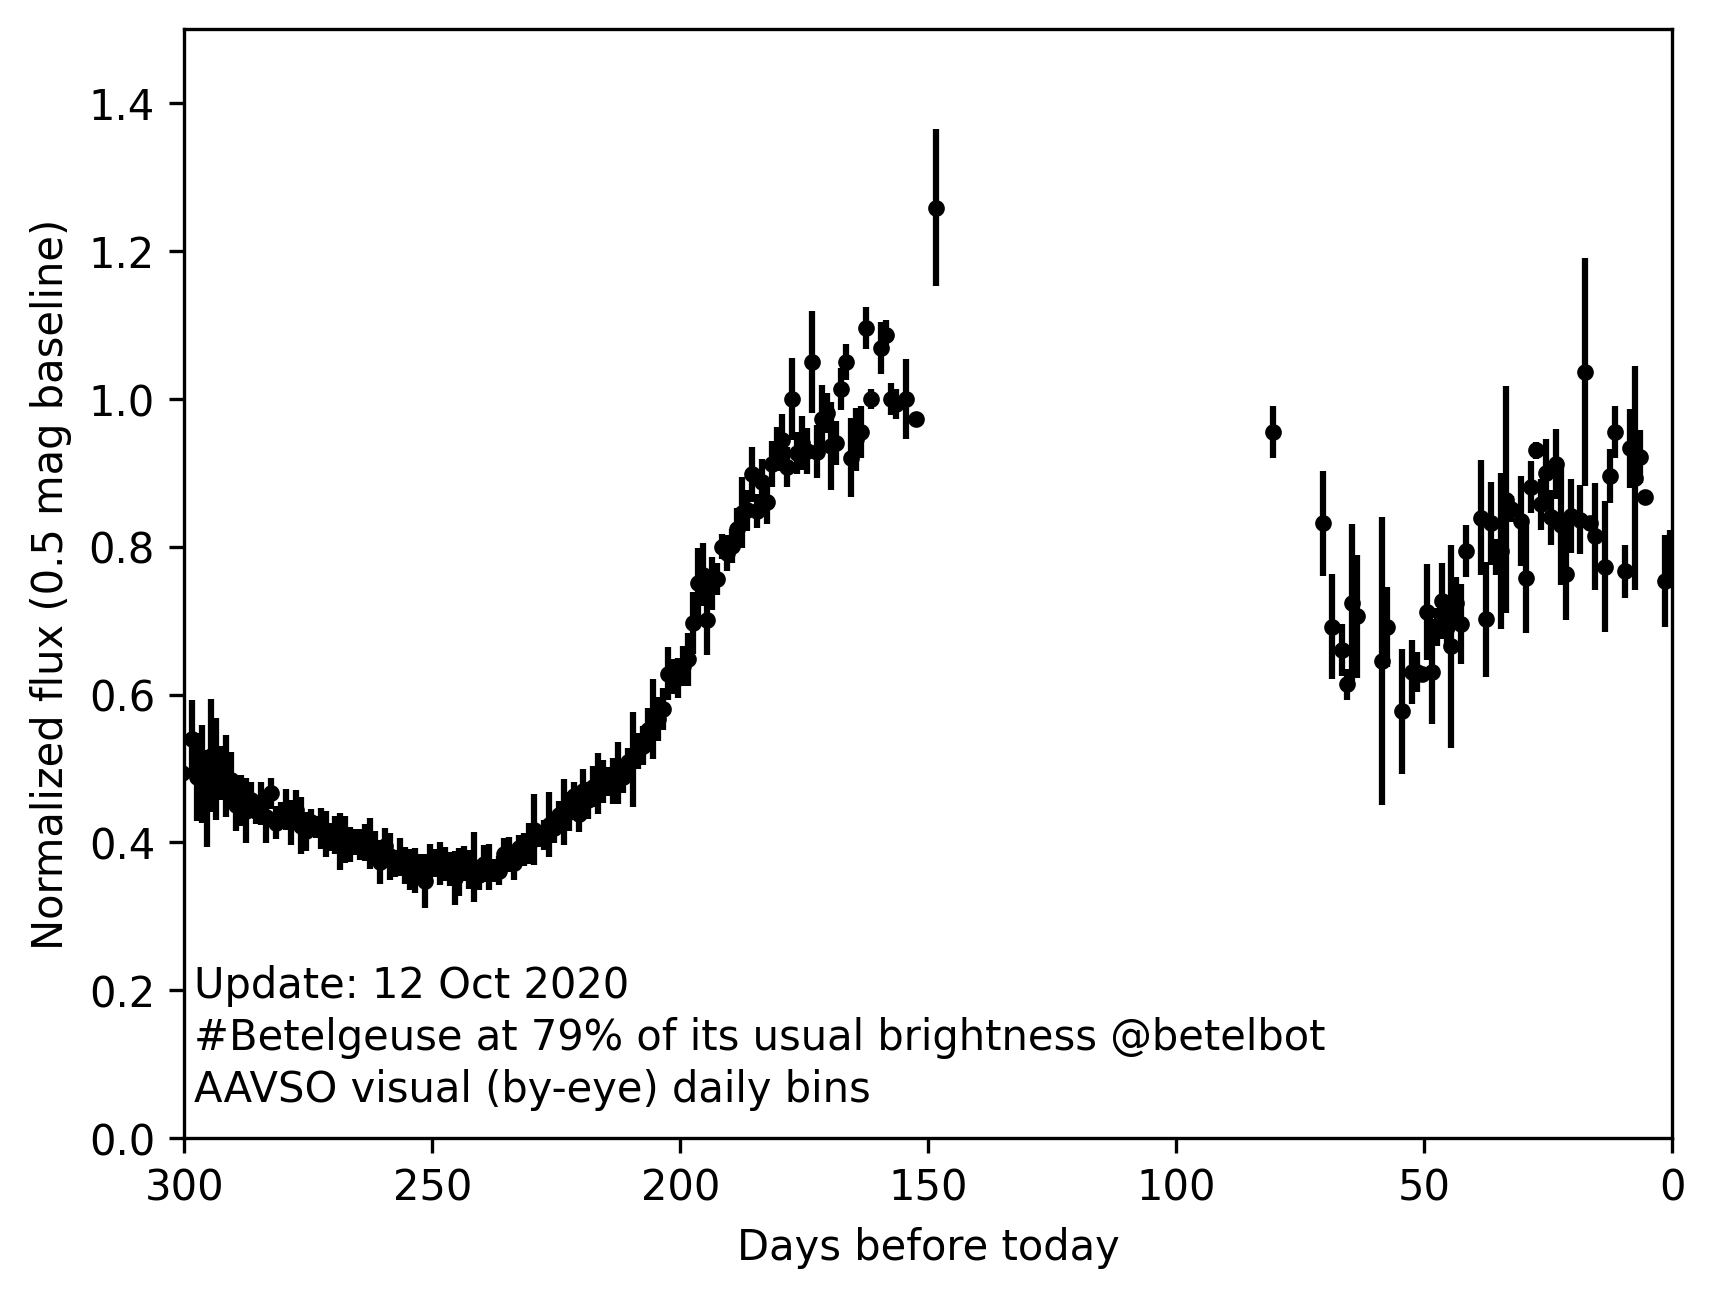 1.4
1.2
1.0
0.8
0.6
0.4
0.2
0.0
Normalized flux (0.5 mag baseline)
Update: 12 Oct 2020
#Betelgeuse at 79% of its usual brightness @betelbot
AAVSO visual (by-eye) daily bins
300 250 200 150 100 50 0
Days before today